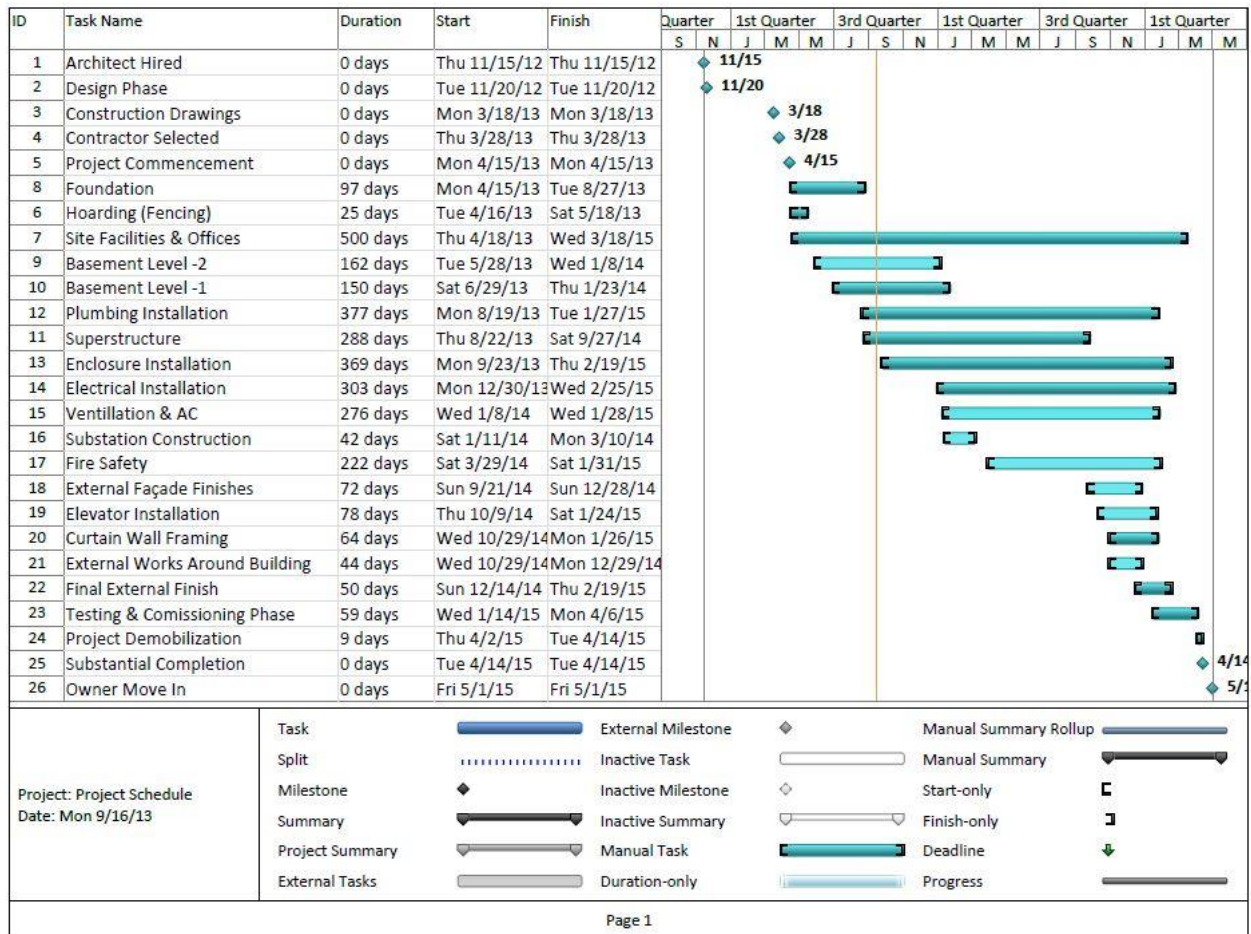 ID Task Name Duration Start Finish Quarter 1st Quarter 3rd Quarter 1st Quarter 3rd Quarter 1st Quarter
S N J M M J S N J M M J S N J M M
1 Architect Hired 0 days Thu 11/15/12 Thu 11/15/12 11/15
2 Design Phase 0 days Tue 11/20/12 Tue 11/20/12 11/20
3 Construction Drawings 0 days Mon 3/18/13 Mon 3/18/13 3/18
4 Contractor Selected 0 days Thu 3/28/13 Thu 3/28/13 3/28
5 Project Commencement 0 days Mon 4/15/13 Mon 4/15/13 4/15
8 Foundation 97 days Mon 4/15/13 Tue 8/27/13
6 Hoarding (Fencing) 25 days Tue 4/16/13 Sat 5/18/13
7 Site Facilities & Offices 500 days Thu 4/18/13 Wed 3/18/15
9 Basement Level -2 162 days Tue 5/28/13 Wed 1/8/14
10 Basement Level -1 150 days Sat 6/29/13 Thu 1/23/14
12 Plumbing Installation 377 days Mon 8/19/13 Tue 1/27/15
11 Superstructure 288 days Thu 8/22/13 Sat 9/27/14
13 Enclosure Installation 369 days Mon 9/23/13 Thu 2/19/15
14 Electrical Installation 303 days Mon 12/30/13 Wed 2/25/15
15 Ventillation & AC 276 days Wed 1/8/14 Wed 1/28/15
16 Substation Construction 42 days Sat 1/11/14 Mon 3/10/14
17 Fire Safety 222 days Sat 3/29/14 Sat 1/31/15
18 External Façade Finishes 72 days Sun 9/21/14 Sun 12/28/14
19 Elevator Installation 78 days Thu 10/9/14 Sat 1/24/15
20 Curtain Wall Framing 64 days Wed 10/29/14 Mon 1/26/15
21 External Works Around Building 44 days Wed 10/29/14 Mon 12/29/14
22 Final External Finish 50 days Sun 12/14/14 Thu 2/19/15
23 Testing & Comissioning Phase 59 days Wed 1/14/15 Mon 4/6/15
24 Project Demobilization 9 days Thu 4/2/15 Tue 4/14/15
25 Substantial Completion 0 days Tue 4/14/15 Tue 4/14/15 4/14
26 Owner Move In 0 days Fri 5/1/15 Fri 5/1/15 5/1
Project: Project Schedule
Date: Mon 9/16/13
Task External Milestone Manual Summary Rollup
Split Inactive Task Manual Summary
Milestone Inactive Milestone Start-only
Summary Inactive Summary Finish-only
Project Summary Manual Task Deadline
External Tasks Duration-only Progress
Page 1